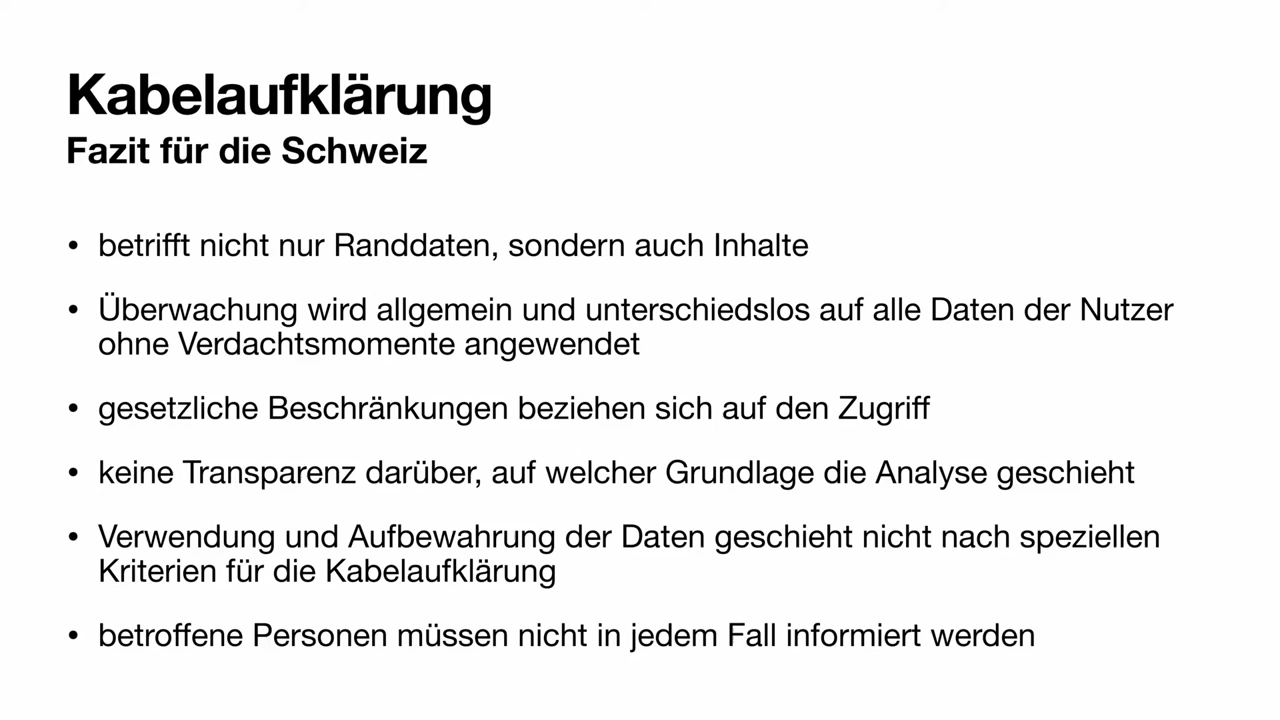 Kabelaufklärung
Fazit für die Schweiz
• betrifft nicht nur Randdaten, sondern auch Inhalte
• Überwachung wird allgemein und unterschiedslos auf alle Daten der Nutzer
ohne Verdachtsmomente angewendet
• gesetzliche Beschränkungen beziehen sich auf den Zugriff
• keine Transparenz darüber, auf welcher Grundlage die Analyse geschieht
• Verwendung und Aufbewahrung der Daten geschieht nicht nach speziellen
Kriterien für die Kabelaufklärung
• betroffene Personen müssen nicht in jedem Fall informiert werden